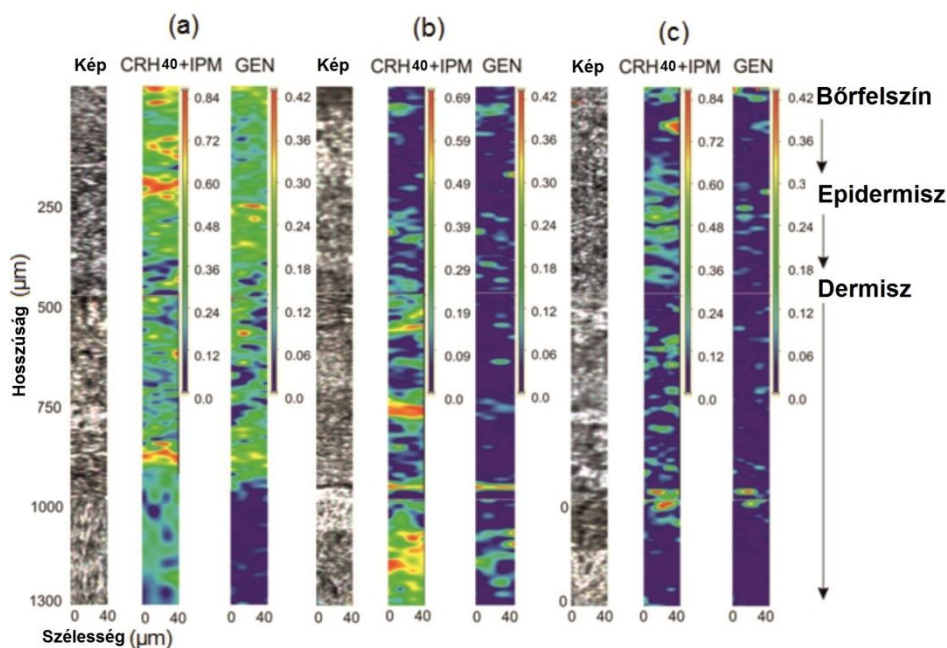 (a) (b) (c)
Kép CRH40+IPM GEN Kép CRH40+IPM GEN Kép CRH40+IPM GEN
Bőrfelszín
Epidermisz
Dermisz
0.84 0.42 0.69 0.42 0.84 0.42
0.72 0.36 0.59 0.36 0.72 0.36
0.60 0.30 0.49 0.30 0.60 0.3
0.48 0.24 0.39 0.24 0.48 0.24
0.36 0.18 0.29 0.18 0.36 0.18
0.24 0.12 0.19 0.12 0.24 0.12
0.12 0.06 0.09 0.06 0.12 0.06
0.0 0.0 0.0 0.0 0.0 0.0
Hosszúság (µm)
250
500
750
1000
1300
0
0
0 40 0 40 0 40 0 40 0 40 0 40 0 40 0 40 0 40
Szélesség (µm)